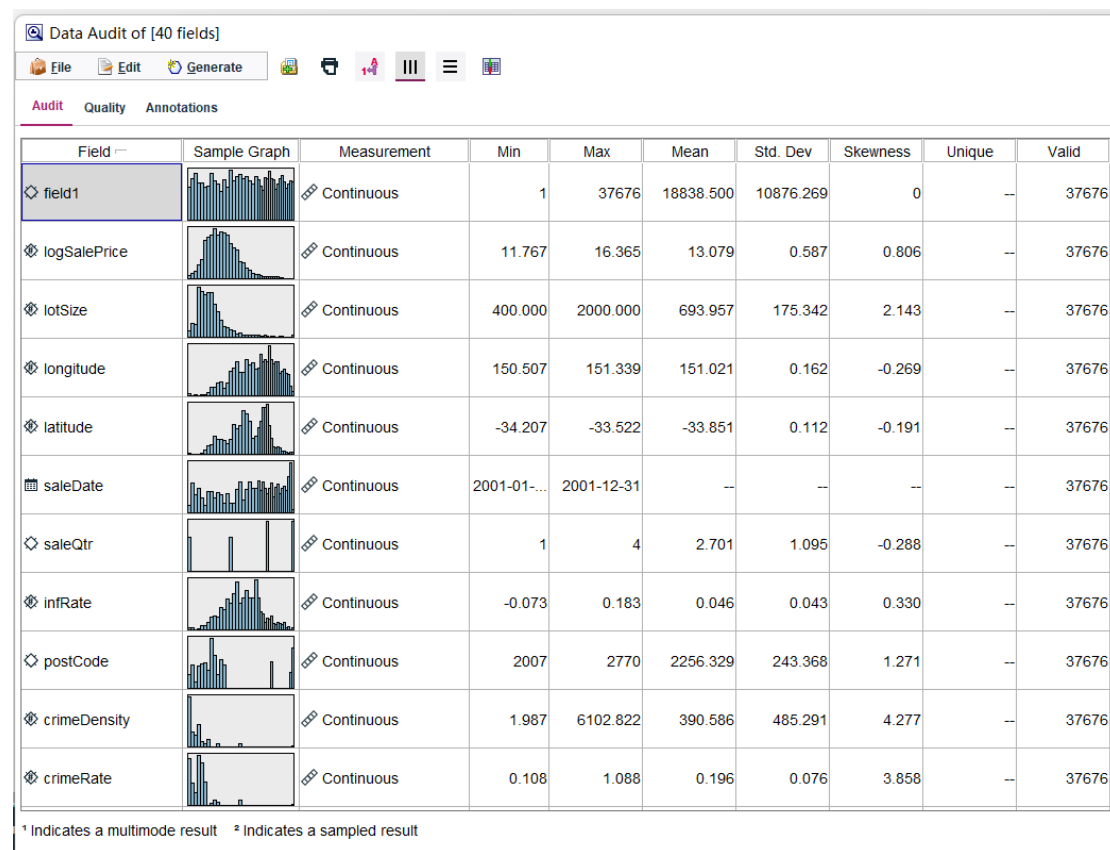 Data Audit of [40 fields]
File Edit Generate
Audit Quality Annotations
Field Sample Graph Measurement Min Max Mean Std. Dev Skewness Unique Valid
field1 Continuous 1 37676 18838.500 10876.269 0 -- 37676
logSalePrice Continuous 11.767 16.365 13.079 0.587 0.806 -- 37676
lotSize Continuous 400.000 2000.000 693.957 175.342 2.143 -- 37676
longitude Continuous 150.507 151.339 151.021 0.162 -0.269 -- 37676
latitude Continuous -34.207 -33.522 -33.851 0.112 -0.191 -- 37676
saleDate Continuous 2001-01-... 2001-12-31 -- -- -- -- 37676
saleQtr Continuous 1 4 2.701 1.095 -0.288 -- 37676
infRate Continuous -0.073 0.183 0.046 0.043 0.330 -- 37676
postCode Continuous 2007 2770 2256.329 243.368 1.271 -- 37676
crimeDensity Continuous 1.987 6102.822 390.586 485.291 4.277 -- 37676
crimeRate Continuous 0.108 1.088 0.196 0.076 3.858 -- 37676
¹ Indicates a multimode result ² Indicates a sampled result